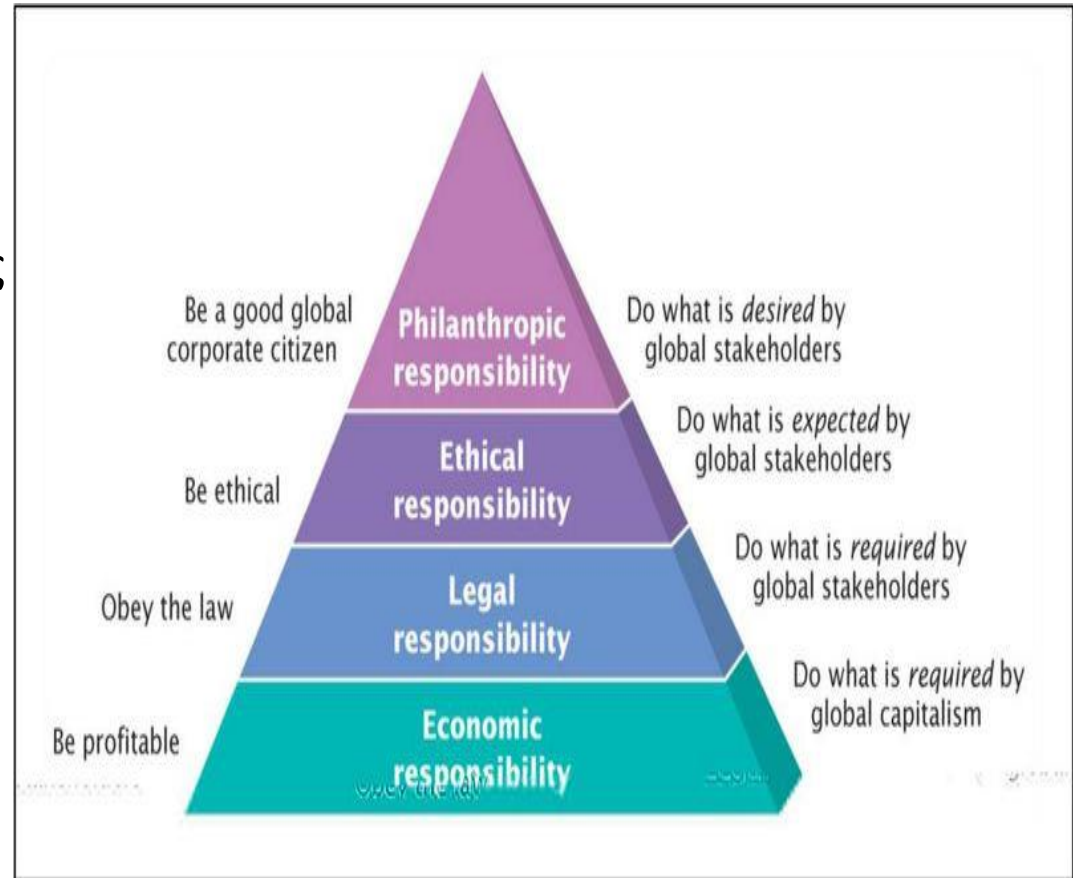 Be a good global
corporate citizen
Philanthropic
responsibility
Do what is desired by
global stakeholders
Be ethical
Ethical
responsibility
Do what is expected by
global stakeholders
Obey the law
Legal
responsibility
Do what is required by
global stakeholders
Be profitable
Economic
responsibility
Do what is required by
global capitalism